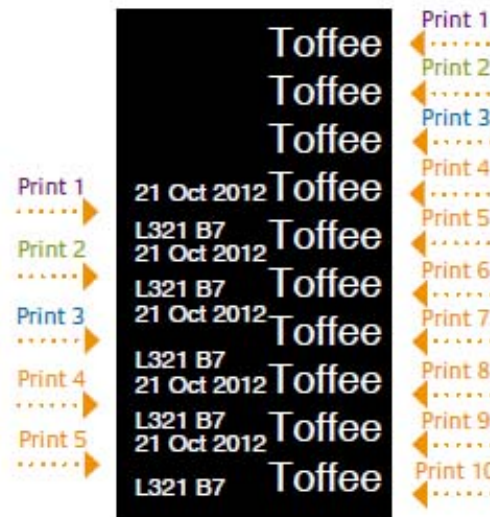 Toffee Print 1
Toffee Print 2
Toffee Print 3
Print 1 21 Oct 2012 Toffee Print 4
L321 B7
Print 2 21 Oct 2012 Toffee Print 5
L321 B7 Toffee Print 6
Print 3 21 Oct 2012 Toffee Print 7
L321 B7
Print 4 21 Oct 2012 Toffee Print 8
L321 B7
Print 5 21 Oct 2012 Toffee Print 9
L321 B7 Toffee Print 10